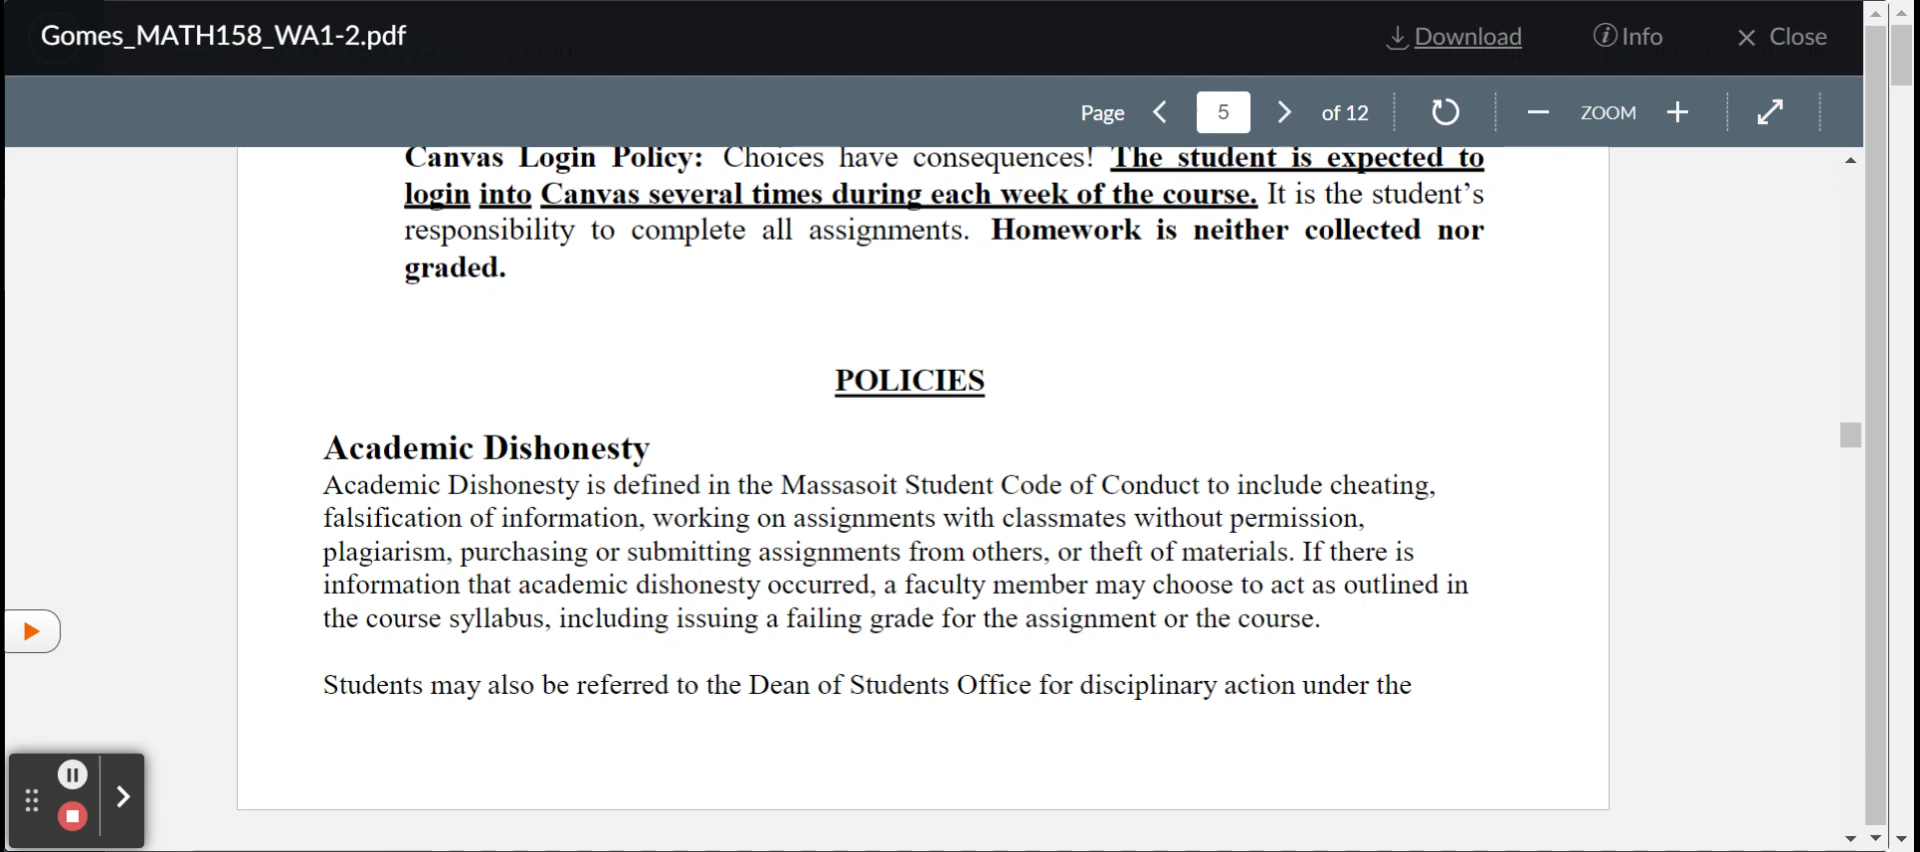 Gomes_MATH158_WA1-2.pdf
Download
Info
Close
Page
5
of 12
ZOOM
Canvas Login Policy: Choices have consequences! The student is expected to
login into Canvas several times during each week of the course. It is the student’s
responsibility to complete all assignments. Homework is neither collected nor
graded.
POLICIES
Academic Dishonesty
Academic Dishonesty is defined in the Massasoit Student Code of Conduct to include cheating,
falsification of information, working on assignments with classmates without permission,
plagiarism, purchasing or submitting assignments from others, or theft of materials. If there is
information that academic dishonesty occurred, a faculty member may choose to act as outlined in
the course syllabus, including issuing a failing grade for the assignment or the course.
Students may also be referred to the Dean of Students Office for disciplinary action under the